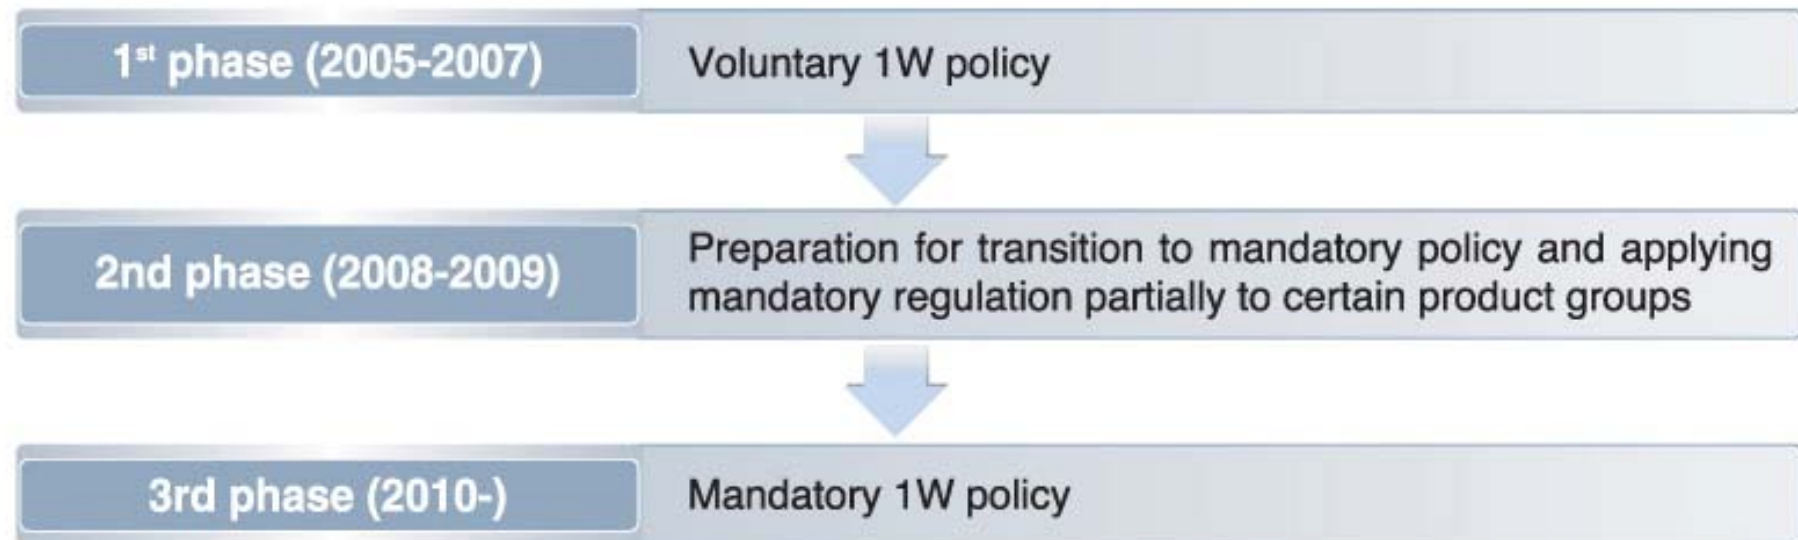 1st phase (2005-2007)
Voluntary 1W policy
2nd phase (2008-2009)
Preparation for transition to mandatory policy and applying
mandatory regulation partially to certain product groups
3rd phase (2010-)
Mandatory 1W policy